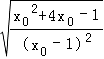 √((x₀² + 4x₀ − 1)/((x₀ − 1)²))